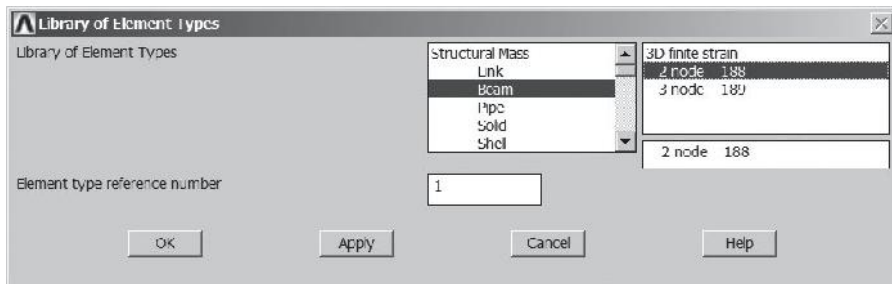 Library of Element Types
Library of Element Types
Structural Mass
Link
Beam
Pipe
Solid
Shell
3D finite strain
2 node 188
3 node 189
2 node 188
Element type reference number
1
OK
Apply
Cancel
Help